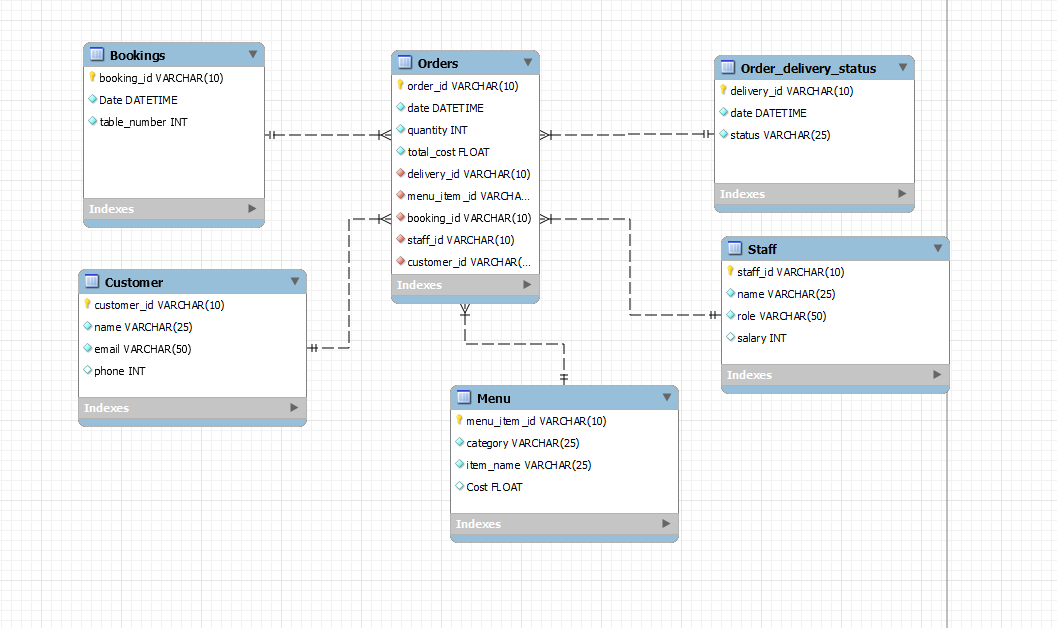 Bookings
booking_id VARCHAR(10)
Date DATETIME
table_number INT
Indexes
Orders
order_id VARCHAR(10)
date DATETIME
quantity INT
total_cost FLOAT
delivery_id VARCHAR(10)
menu_item_id VARCHA...
booking_id VARCHAR(10)
staff_id VARCHAR(10)
customer_id VARCHAR(...
Indexes
Order_delivery_status
delivery_id VARCHAR(10)
date DATETIME
status VARCHAR(25)
Indexes
Customer
customer_id VARCHAR(10)
name VARCHAR(25)
email VARCHAR(50)
phone INT
Indexes
Staff
staff_id VARCHAR(10)
name VARCHAR(25)
role VARCHAR(50)
salary INT
Indexes
Menu
menu_item_id VARCHAR(10)
category VARCHAR(25)
item_name VARCHAR(25)
Cost FLOAT
Indexes